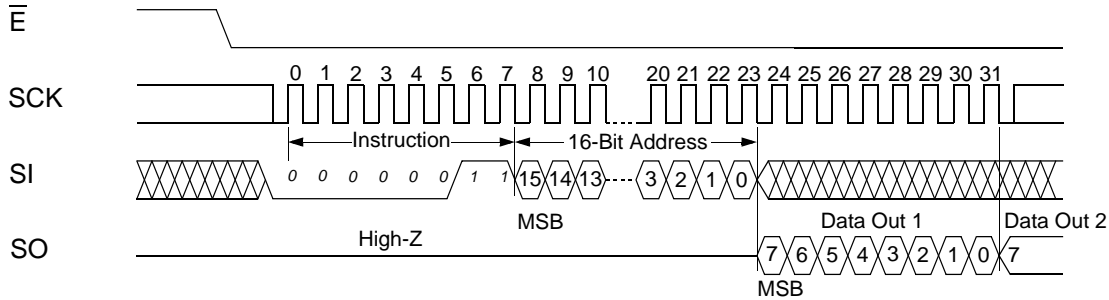 E
SCK
0 1 2 3 4 5 6 7 8 9 10 20 21 22 23 24 25 26 27 28 29 30 31
Instruction 16-Bit Address
SI
0 0 0 0 0 0 1 1 15 14 13 3 2 1 0
MSB
Data Out 1 Data Out 2
High-Z
SO
7 6 5 4 3 2 1 0 7
MSB